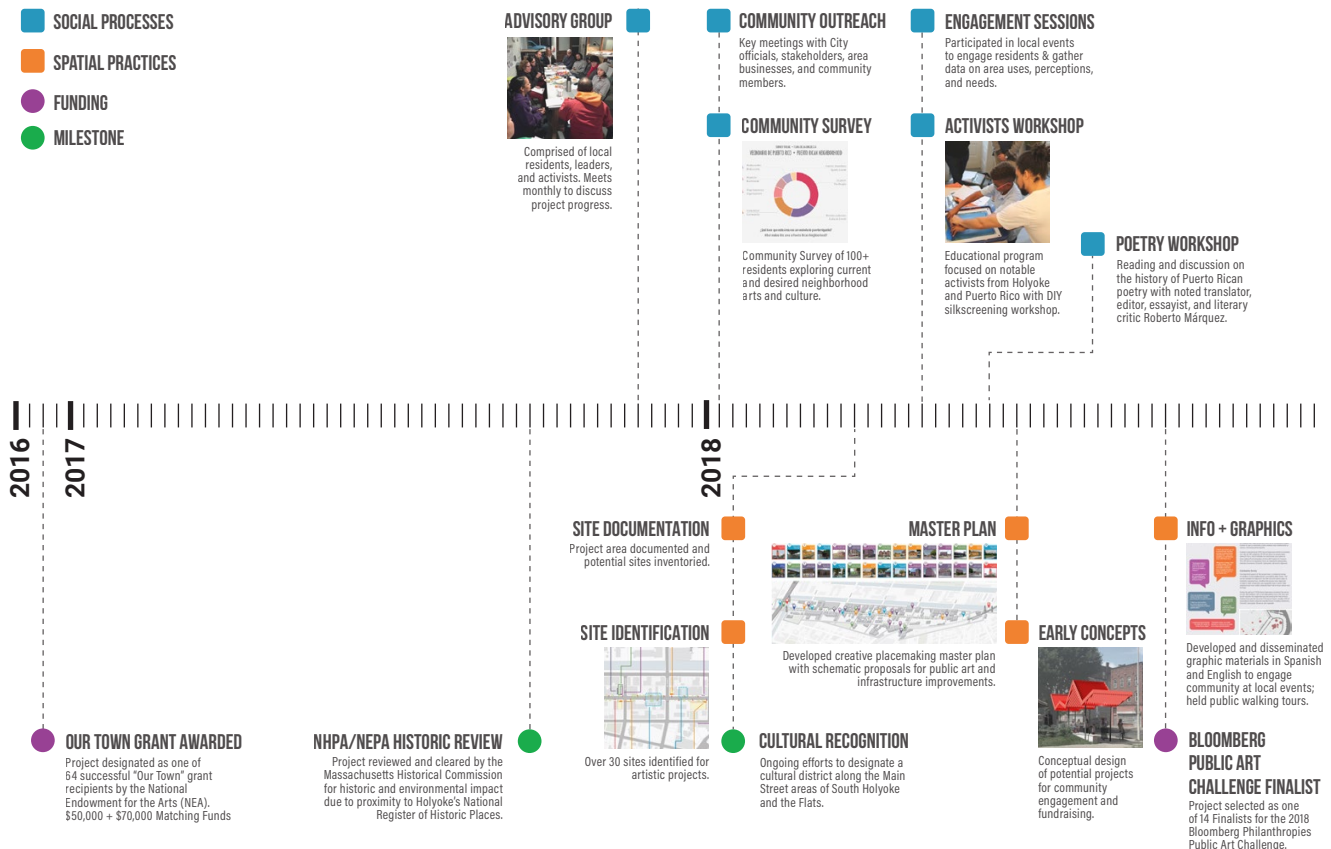 SOCIAL PROCESSES
SPATIAL PRACTICES
FUNDING
MILESTONE
ADVISORY GROUP
Comprised of local
residents, leaders,
and activists. Meets
monthly to discuss
project progress.
COMMUNITY OUTREACH
Key meetings with City
officials, stakeholders, area
businesses, and community
members.
COMMUNITY SURVEY
Community Survey of 100+
residents exploring current
and desired neighborhood
arts and culture.
ENGAGEMENT SESSIONS
Participated in local events
to engage residents & gather
data on area uses, perceptions,
and needs.
ACTIVISTS WORKSHOP
Educational program
focused on notable
activists from Holyoke
and Puerto Rico with DIY
silkscreening workshop.
POETRY WORKSHOP
Reading and discussion on
the history of Puerto Rican
poetry with noted translator,
editor, essayist, and literary
critic Roberto Márquez.
2016
2017
2018
OUR TOWN GRANT AWARDED
Project designated as one of
64 successful "Our Town" grant
recipients by the National
Endowment for the Arts (NEA).
$50,000 + $70,000 Matching Funds
NHPA/NEPA HISTORIC REVIEW
Project reviewed and cleared by the
Massachusetts Historical Commission
for historic and environmental impact
due to proximity to Holyoke's National
Register of Historic Places.
SITE DOCUMENTATION
Project area documented and
potential sites inventoried.
SITE IDENTIFICATION
Over 30 sites identified for
artistic projects.
CULTURAL RECOGNITION
Ongoing efforts to designate a
cultural district along the Main
Street areas of South Holyoke
and the Flats.
MASTER PLAN
Developed creative placemaking master plan
with schematic proposals for public art and
infrastructure improvements.
EARLY CONCEPTS
Conceptual design
of potential projects
for community
engagement and
fundraising.
INFO + GRAPHICS
Developed and disseminated
graphic materials in Spanish
and English to engage
community at local events;
held public walking tours.
BLOOMBERG
PUBLIC ART
CHALLENGE FINALIST
Project selected as one
of 14 Finalists for the 2018
Bloomberg Philanthropies
Public Art Challenge.